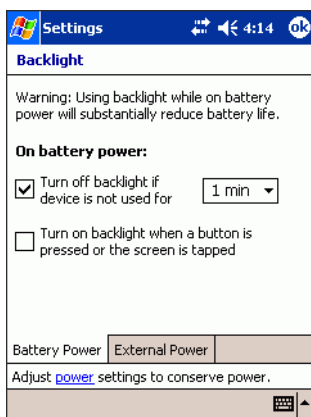 Settings 4:14 ok
Backlight
Warning: Using backlight while on battery
power will substantially reduce battery life.
On battery power:
Turn off backlight if
device is not used for 1 min
Turn on backlight when a button is
pressed or the screen is tapped
Battery Power External Power
Adjust power settings to conserve power.